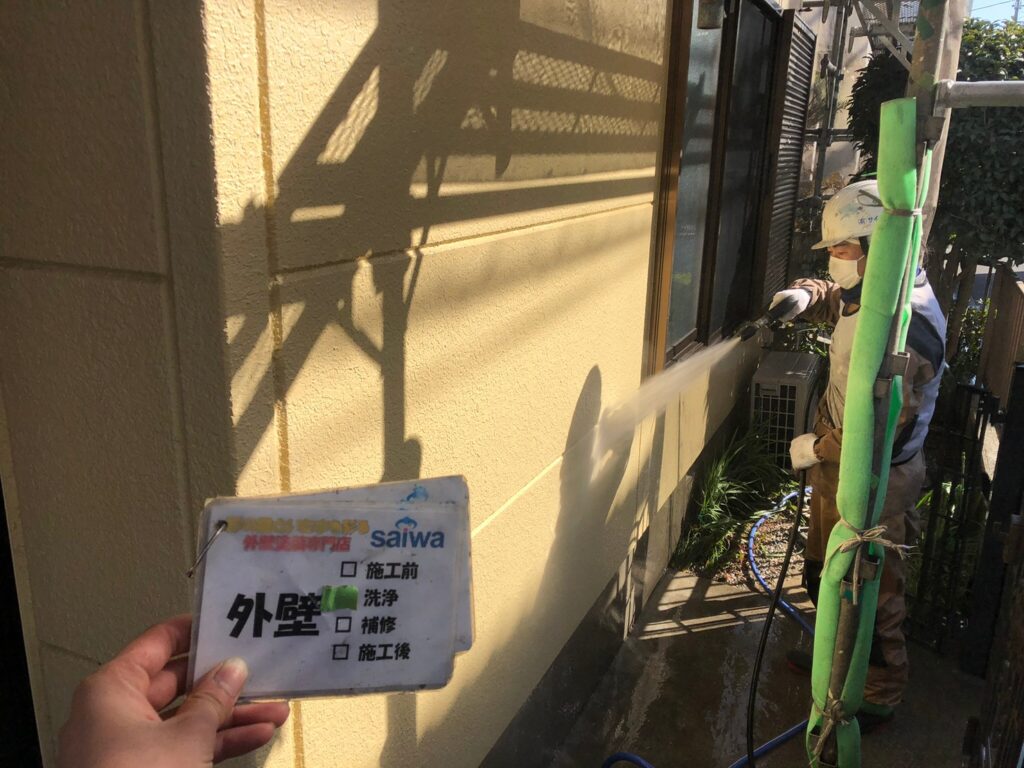 外壁塗装専門店
saiwa
外壁
施工前
洗浄
補修
施工後